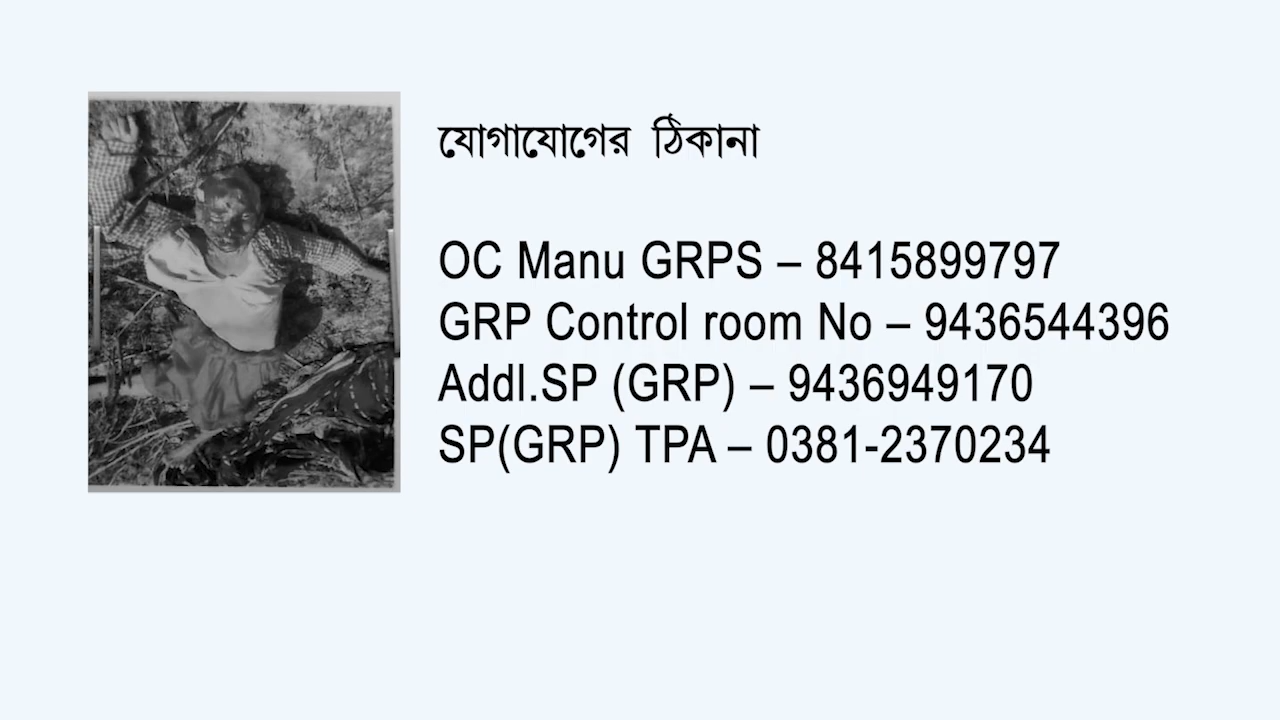 যোগাযোগের ঠিকানা
OC Manu GRPS – 8415899797
GRP Control room No – 9436544396
Addl.SP (GRP) – 9436949170
SP(GRP) TPA – 0381-2370234